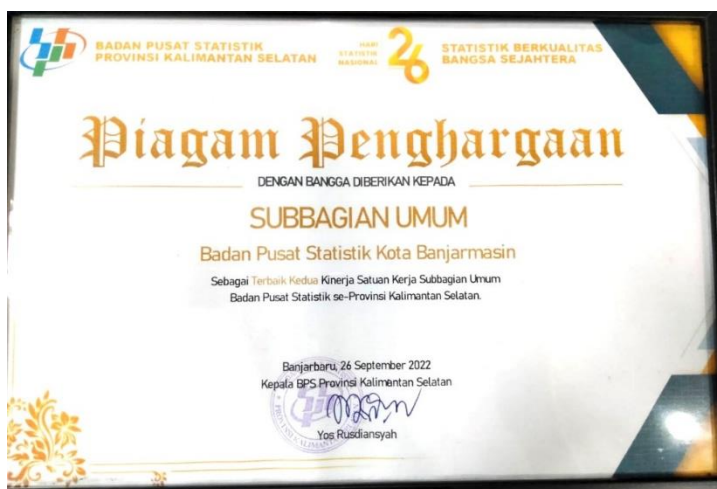 BADAN PUSAT STATISTIK
PROVINSI KALIMANTAN SELATAN
HARI
STATISTIK
NASIONAL
26
STATISTIK BERKUALITAS
BANGSA SEJAHTERA
Piagam Penghargaan
DENGAN BANGGA DIBERIKAN KEPADA
SUBBAGIAN UMUM
Badan Pusat Statistik Kota Banjarmasin
Sebagai Terbaik Kedua Kinerja Satuan Kerja Subbagian Umum
Badan Pusat Statistik se-Provinsi Kalimantan Selatan.
Banjarbaru, 26 September 2022
Kepala BPS Provinsi Kalimantan Selatan
Yos Rusdiansyah